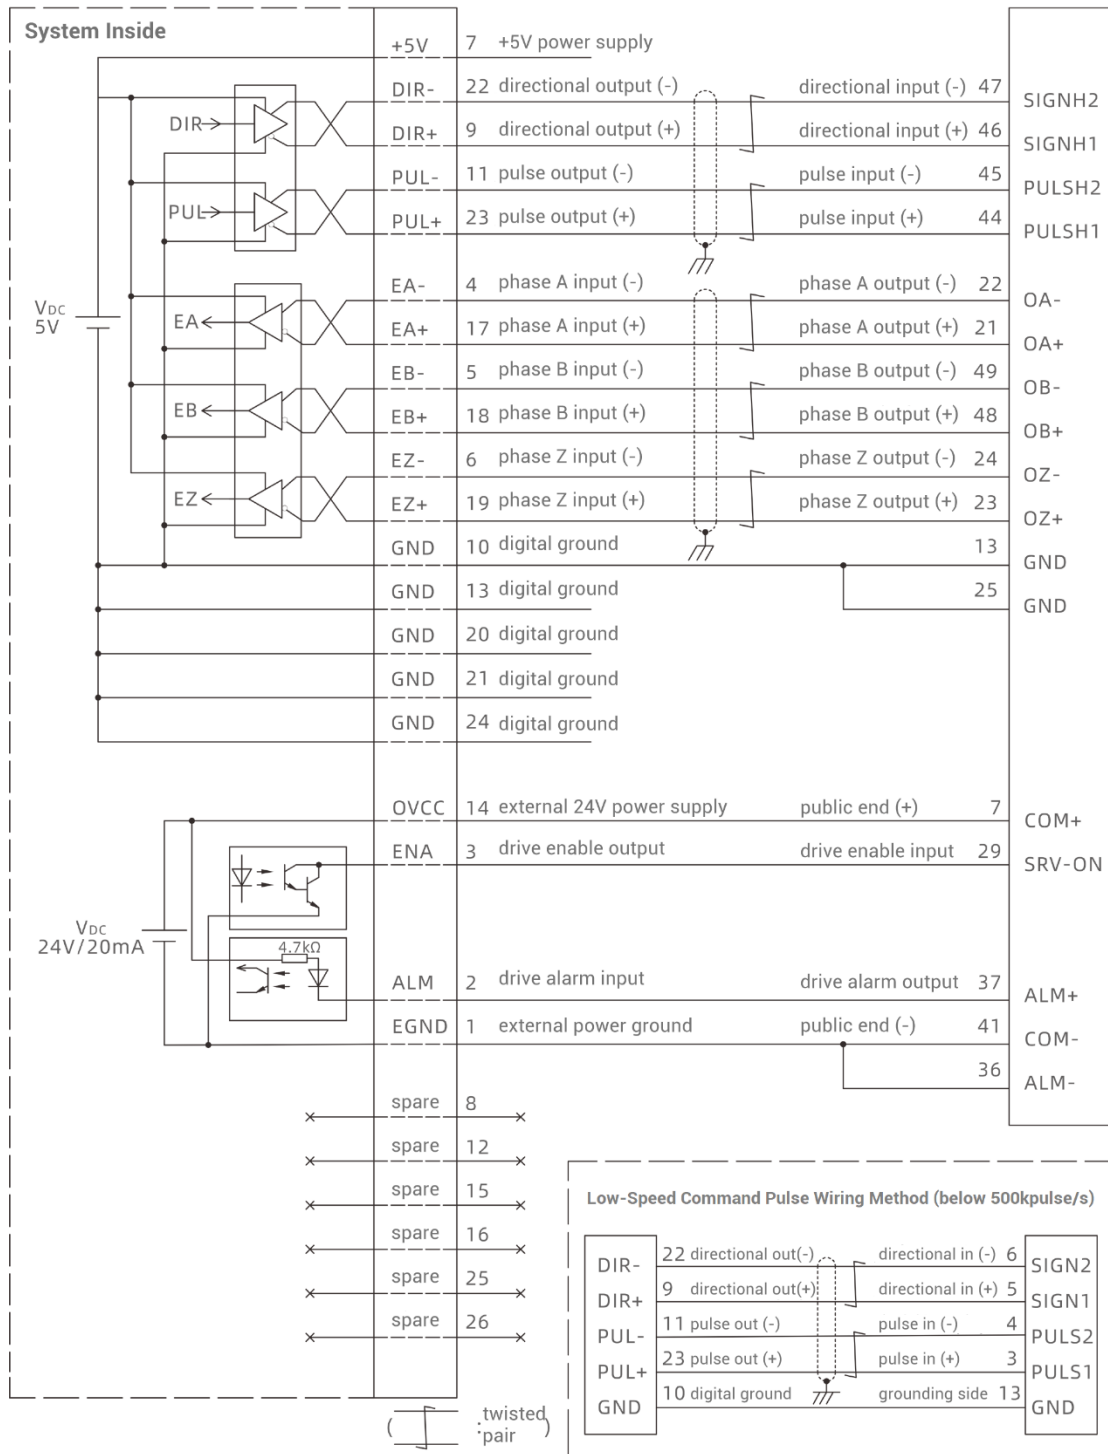 System Inside
+5V 7 +5V power supply
DIR- 22 directional output (-) directional input (-) 47 SIGNH2
DIR DIR+ 9 directional output (+) directional input (+) 46 SIGNH1
PUL- 11 pulse output (-) pulse input (-) 45 PULSH2
PUL PUL+ 23 pulse output (+) pulse input (+) 44 PULSH1
EA- 4 phase A input (-) phase A output (-) 22 OA-
VDC
5V
EA EA+ 17 phase A input (+) phase A output (+) 21 OA+
EB- 5 phase B input (-) phase B output (-) 49 OB-
EB EB+ 18 phase B input (+) phase B output (+) 48 OB+
EZ- 6 phase Z input (-) phase Z output (-) 24 OZ-
EZ EZ+ 19 phase Z input (+) phase Z output (+) 23 OZ+
GND 10 digital ground 13 GND
GND 13 digital ground 25 GND
GND 20 digital ground
GND 21 digital ground
GND 24 digital ground
OVCC 14 external 24V power supply public end (+) 7 COM+
ENA 3 drive enable output drive enable input 29 SRV-ON
VDC
24V/20mA
4.7kΩ
ALM 2 drive alarm input drive alarm output 37 ALM+
EGND 1 external power ground public end (-) 41 COM-
36 ALM-
spare 8
spare 12
spare 15
spare 16
spare 25
spare 26
( : twisted pair )
Low-Speed Command Pulse Wiring Method (below 500kpulse/s)
DIR- 22 directional out(-) directional in (-) 6 SIGN2
DIR+ 9 directional out(+) directional in (+) 5 SIGN1
PUL- 11 pulse out (-) pulse in (-) 4 PULS2
PUL+ 23 pulse out (+) pulse in (+) 3 PULS1
GND 10 digital ground grounding side 13 GND